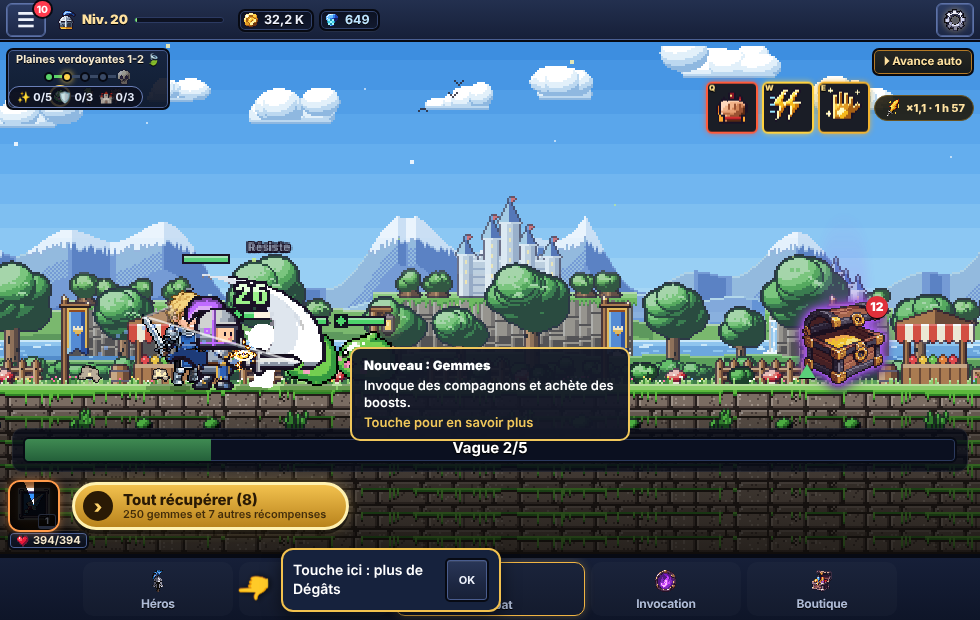 10
Niv. 20
32,2 K
649
Plaines verdoyantes 1-2
0/5
0/3
0/3
Avance auto
Q
W
E
×1,1 · 1 h 57
Résiste
26
12
Nouveau : Gemmes
Invoque des compagnons et achète des
boosts.
Touche pour en savoir plus
Vague 2/5
1
Tout récupérer (8)
250 gemmes et 7 autres récompenses
394/394
Touche ici : plus de
Dégâts
OK
Héros
Invocation
Boutique